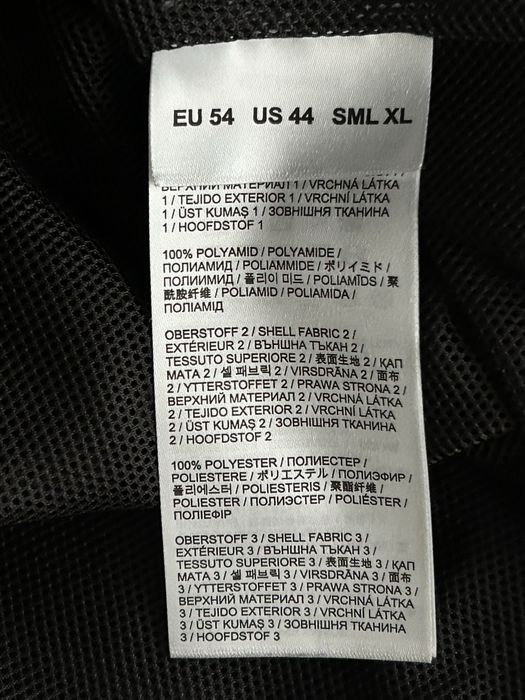 EU 54 US 44 SML XL
ВЕРХНИЙ МАТЕРИАЛ 1 / VRCHNÁ LÁTKA
1 / TEJIDO EXTERIOR 1 / VRCHNÍ LÁTKA
1 / ÜST KUMAŞ 1 / ЗОВНІШНЯ ТКАНИНА
1 / HOOFDSTOF 1
100% POLYAMID / POLYAMIDE /
ПОЛИАМИД / POLIAMMIDE / ポリイミド /
ПОЛИИМИД / 폴리이 미드 / POLIAMĪDS / 聚
酰胺纤维 / POLIAMID / POLIAMIDA /
ПОЛІАМІД
OBERSTOFF 2 / SHELL FABRIC 2 /
EXTÉRIEUR 2 / ВЪНШНА ТЪКАН 2 /
TESSUTO SUPERIORE 2 / 表面生地 2 / ҚАП
МАТА 2 / 셸 패브릭 2 / VIRSDRĀNA 2 / 面布
2 / YTTERSTOFFET 2 / PRAWA STRONA 2 /
ВЕРХНИЙ МАТЕРИАЛ 2 / VRCHNÁ LÁTKA
2 / TEJIDO EXTERIOR 2 / VRCHNÍ LÁTKA
2 / ÜST KUMAŞ 2 / ЗОВНІШНЯ ТКАНИНА
2 / HOOFDSTOF 2
100% POLYESTER / ПОЛИЕСТЕР /
POLIESTERE / ポリエステル / ПОЛИЭФИР /
폴리에스터 / POLIESTERIS / 聚酯纤维 /
POLIESTER / ПОЛІЭСТЕР / POLIÉSTER /
ПОЛІЕФІР
OBERSTOFF 3 / SHELL FABRIC 3 /
EXTÉRIEUR 3 / ВЪНШНА ТЪКАН 3 /
TESSUTO SUPERIORE 3 / 表面生地 3 / ҚАП
МАТА 3 / 셸 패브릭 3 / VIRSDRĀNA 3 / 面布
3 / YTTERSTOFFET 3 / PRAWA STRONA 3 /
ВЕРХНИЙ МАТЕРИАЛ 3 / VRCHNÁ LÁTKA
3 / TEJIDO EXTERIOR 3 / VRCHNÍ LÁTKA
3 / ÜST KUMAŞ 3 / ЗОВНІШНЯ ТКАНИНА
3 / HOOFDSTOF 3